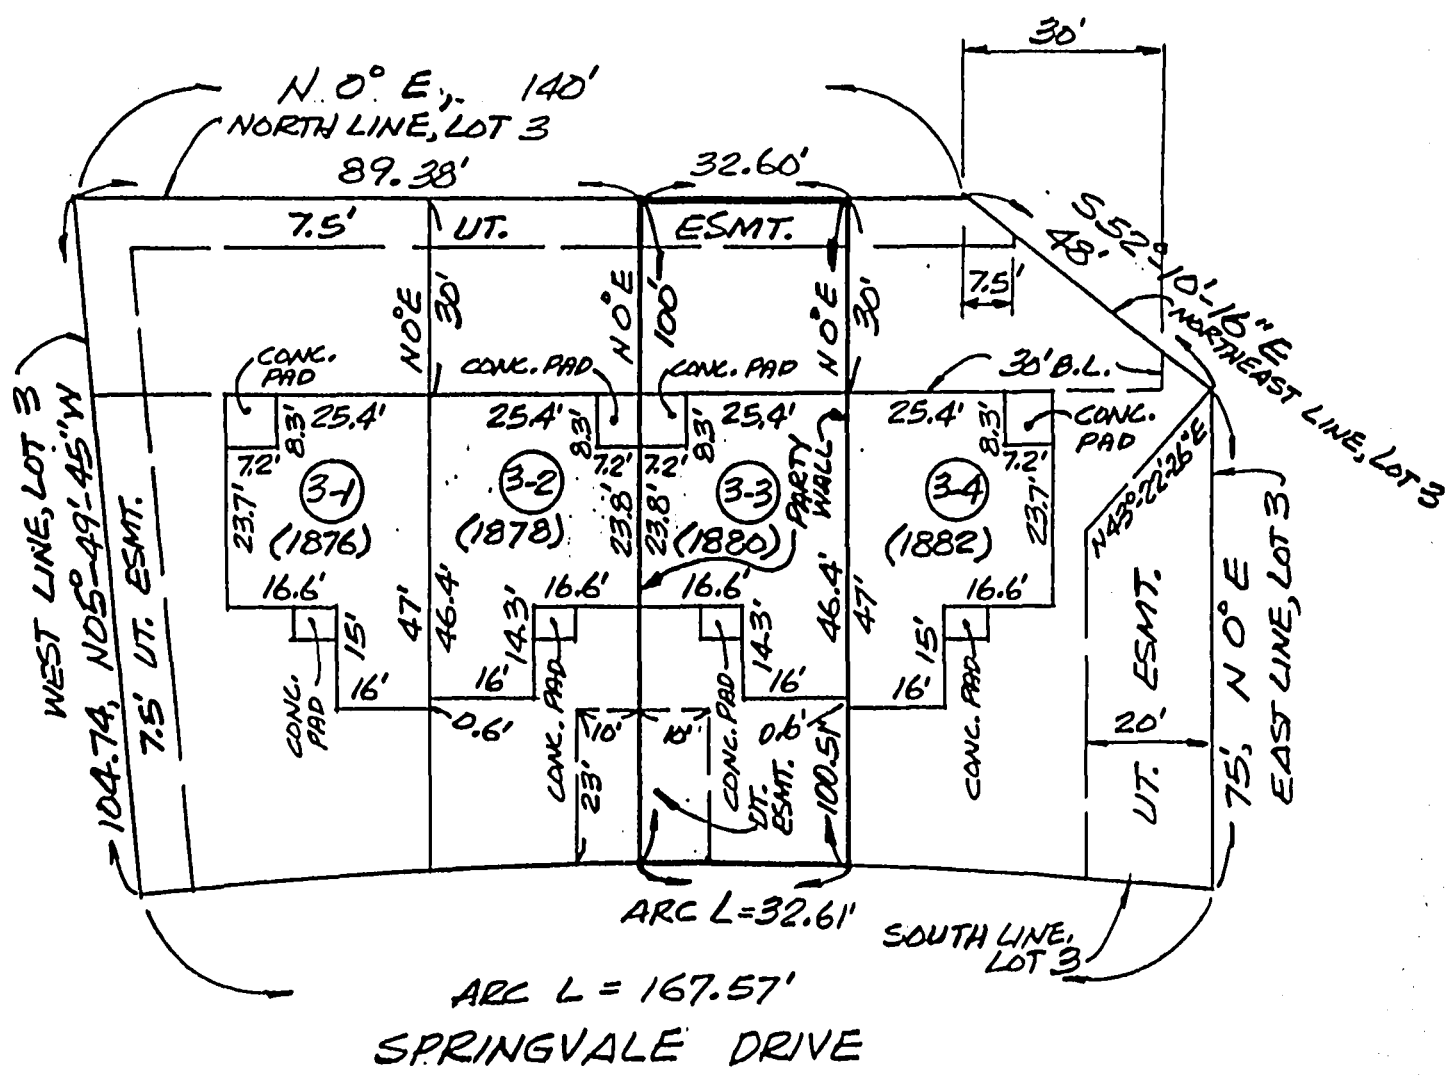 30'
N. 0° E, 140'
NORTH LINE, LOT 3
89.38'
32.60'
7.5' UT. ESMT.
S.52°-10'-16" E
48'
NORTHEAST LINE, LOT 3
7.5'
N 0° E
30'
N 0° E
100'
N 0° E
30'
CONC.
PAD
CONC. PAD
CONC. PAD
30' B.L.
CONC.
PAD
25.4'
8.3'
7.2'
25.4'
8.3'
7.2'
25.4'
8.3'
7.2'
25.4'
8.3'
7.2'
PARTY
WALL
3-1
(1876)
3-2
(1878)
3-3
(1880)
3-4
(1882)
23.7'
23.8'
23.8'
23.7'
N43°-22'-26"E
WEST LINE, LOT 3
104.74, N05°-49'-45"W
7.5' UT. ESMT.
16.6'
16.6'
16.6'
16.6'
15'
47'
46.4'
14.3'
14.3'
46.4'
47'
15'
16'
16'
16'
16'
CONC.
PAD
0.6'
CONC. PAD
10'
10'
23'
CONC. PAD
0.6'
100.51'
UT.
ESMT.
CONC. PAD
20'
UT. ESMT.
75', N 0° E
EAST LINE, LOT 3
ARC L=32.61'
SOUTH LINE,
LOT 3
ARC L = 167.57'
SPRINGVALE DRIVE